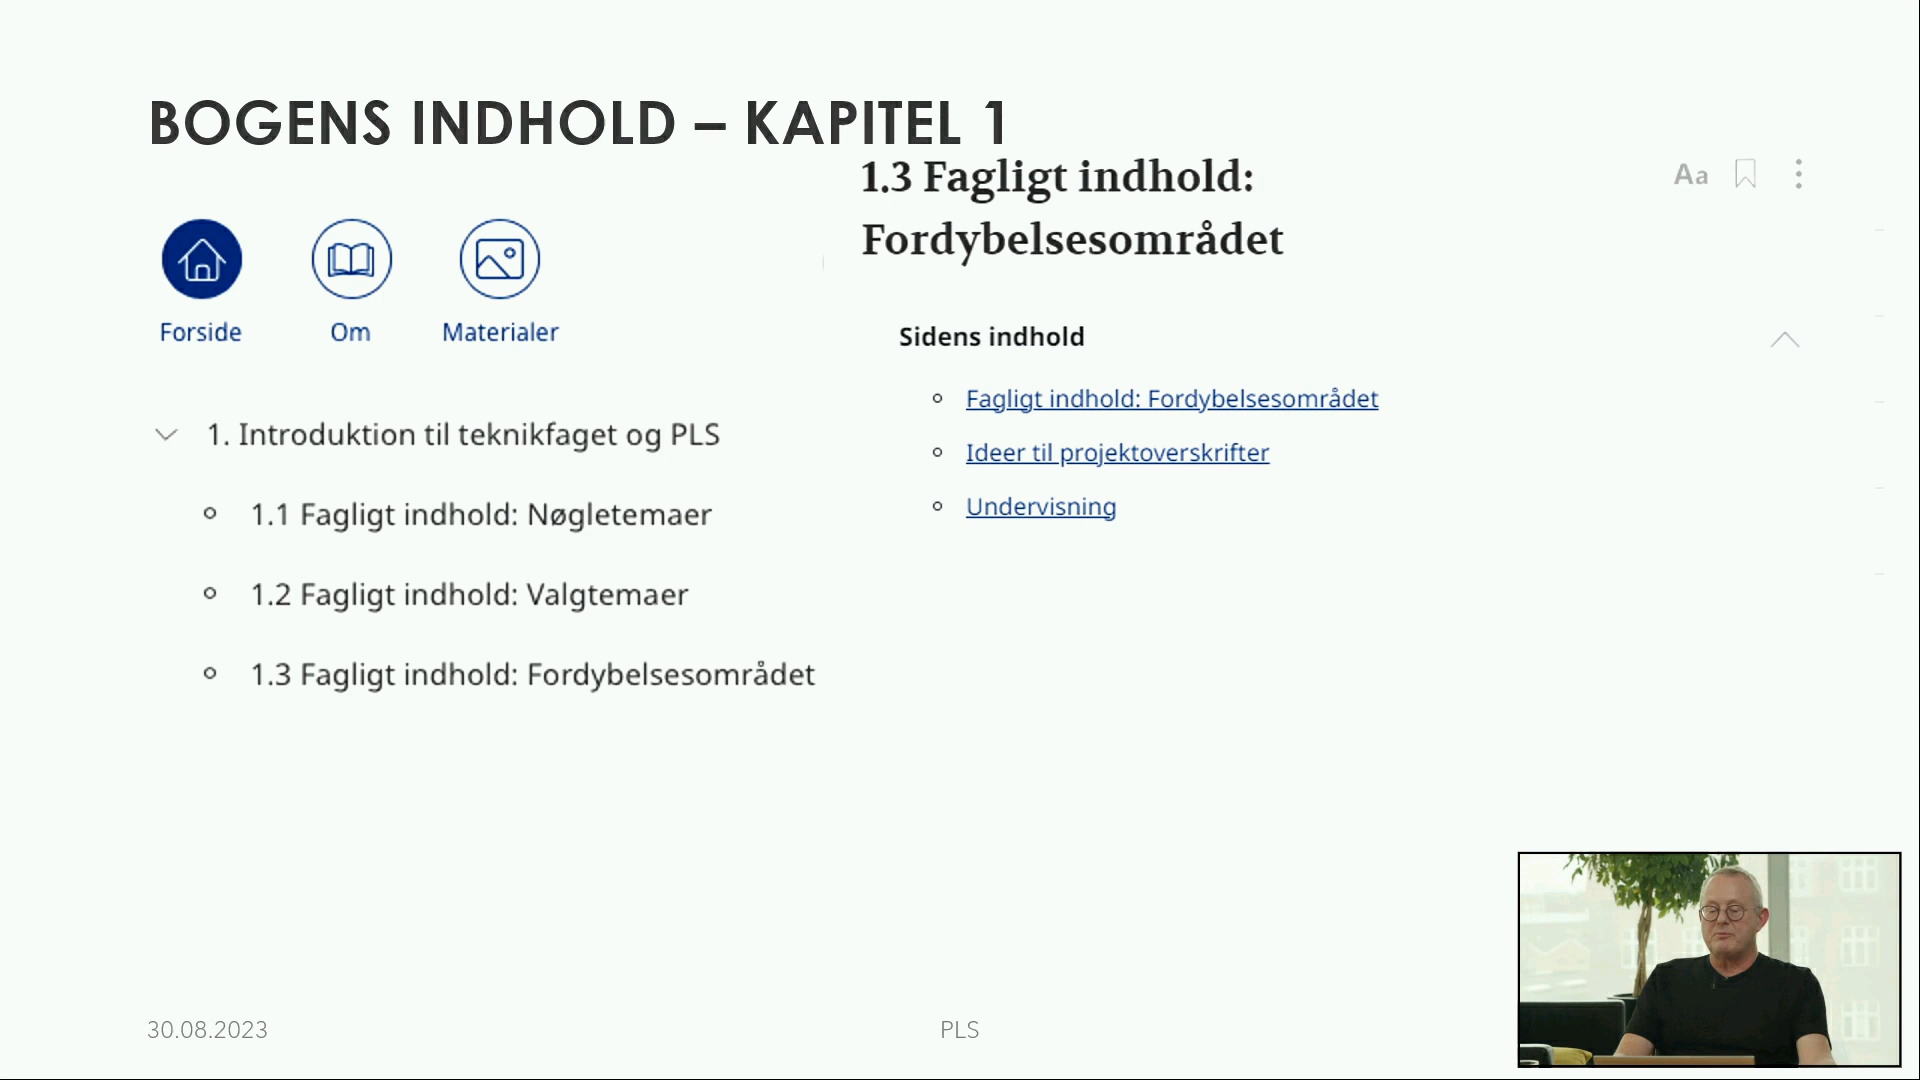 BOGENS INDHOLD – KAPITEL 1
Forside
Om
Materialer
1. Introduktion til teknikfaget og PLS
1.1 Fagligt indhold: Nøgletemaer
1.2 Fagligt indhold: Valgtemaer
1.3 Fagligt indhold: Fordybelsesområdet
1.3 Fagligt indhold:
Fordybelsesområdet
Aa
Sidens indhold
Fagligt indhold: Fordybelsesområdet
Ideer til projektoverskrifter
Undervisning
30.08.2023
PLS